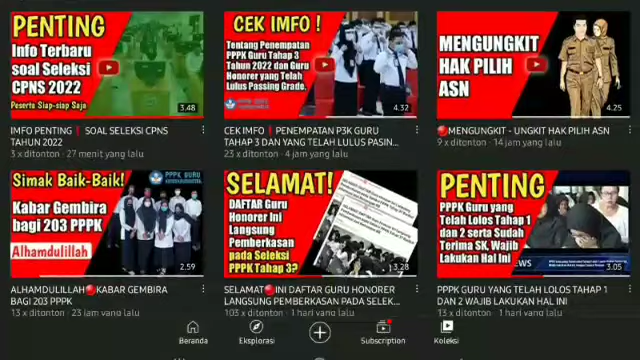 PENTING
Info Terbaru
soal Seleksi
CPNS 2022
Peserta Siap-siap Saja
3.48
IMFO PENTING❗SOAL SELEKSI CPNS
TAHUN 2022
3 x ditonton · 27 menit yang lalu
CEK IMFO !
Tentang Penempatan
PPPK Guru Tahap 3
Tahun 2022 dan Guru
Honorer yang Telah
Lulus Passing Grade.
4.32
CEK IMFO❗PENEMPATAN P3K GURU
TAHAP 3 DAN YANG TELAH LULUS PASIN...
23 x ditonton · 4 jam yang lalu
MENGUNGKIT
HAK PILIH
ASN
4.25
🔴MENGUNGKIT - UNGKIT HAK PILIH ASN
9 x ditonton · 14 jam yang lalu
Simak Baik-Baik!
PPPK GURU
Kabar Gembira
bagi 203 PPPK
Alhamdulillah
2.59
ALHAMDULILLAH🔴KABAR GEMBIRA
BAGI 203 PPPK
13 x ditonton · 23 jam yang lalu
SELAMAT!
DAFTAR Guru
Honorer Ini
Langsung
Pemberkasan
pada Seleksi
PPPK Tahap 3?
13.28
SELAMAT🔴INI DAFTAR GURU HONORER
LANGSUNG PEMBERKASAN PADA SELEK...
103 x ditonton · 1 hari yang lalu
PENTING
PPPK Guru yang
Telah Lolos Tahap 1
dan 2 serta Sudah
Terima SK, Wajib
Lakukan Hal Ini
EWS
3.05
PPPK GURU YANG TELAH LOLOS TAHAP 1
DAN 2 WAJIB LAKUKAN HAL INI
13 x ditonton · 1 hari yang lalu
Beranda
Eksplorasi
Subscription
Koleksi